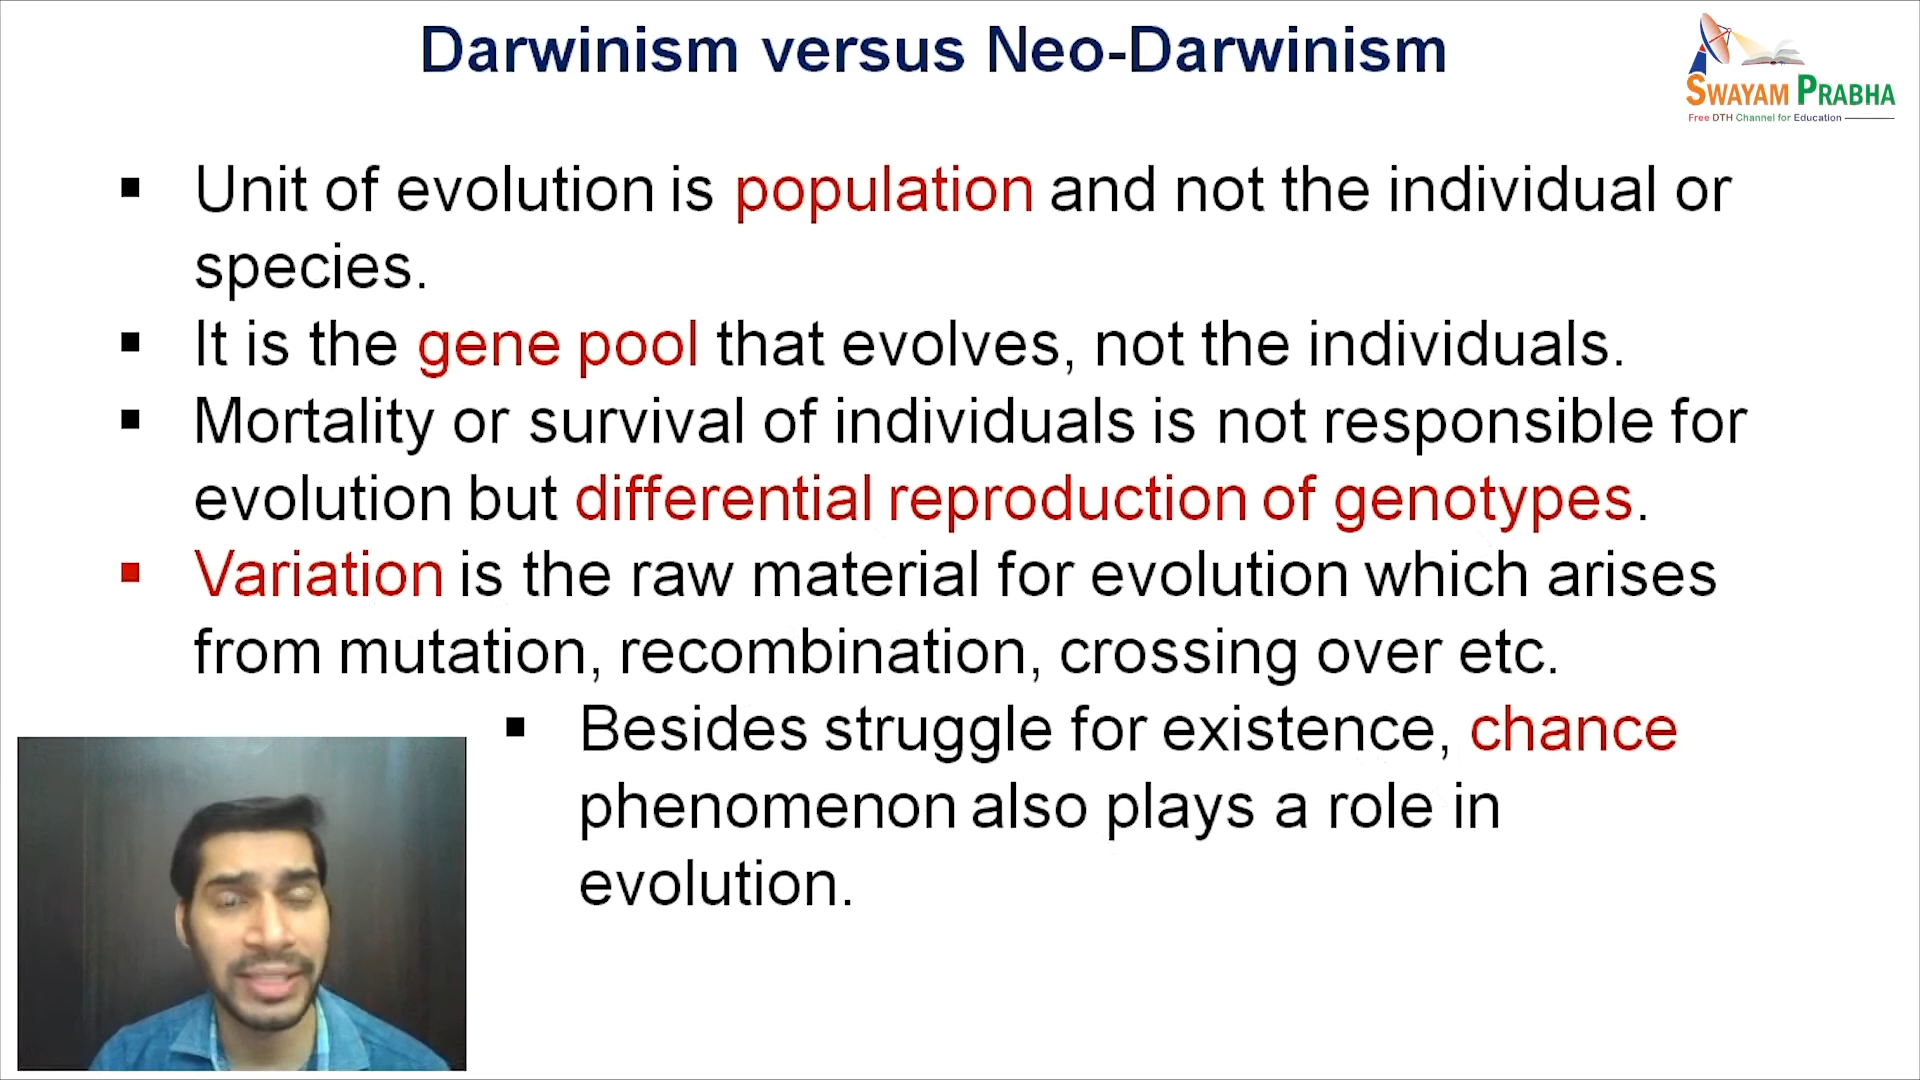 Darwinism versus Neo-Darwinism
SWAYAM PRABHA
Free DTH Channel for Education
▪ Unit of evolution is population and not the individual or
species.
▪ It is the gene pool that evolves, not the individuals.
▪ Mortality or survival of individuals is not responsible for
evolution but differential reproduction of genotypes.
▪ Variation is the raw material for evolution which arises
from mutation, recombination, crossing over etc.
▪ Besides struggle for existence, chance
phenomenon also plays a role in
evolution.